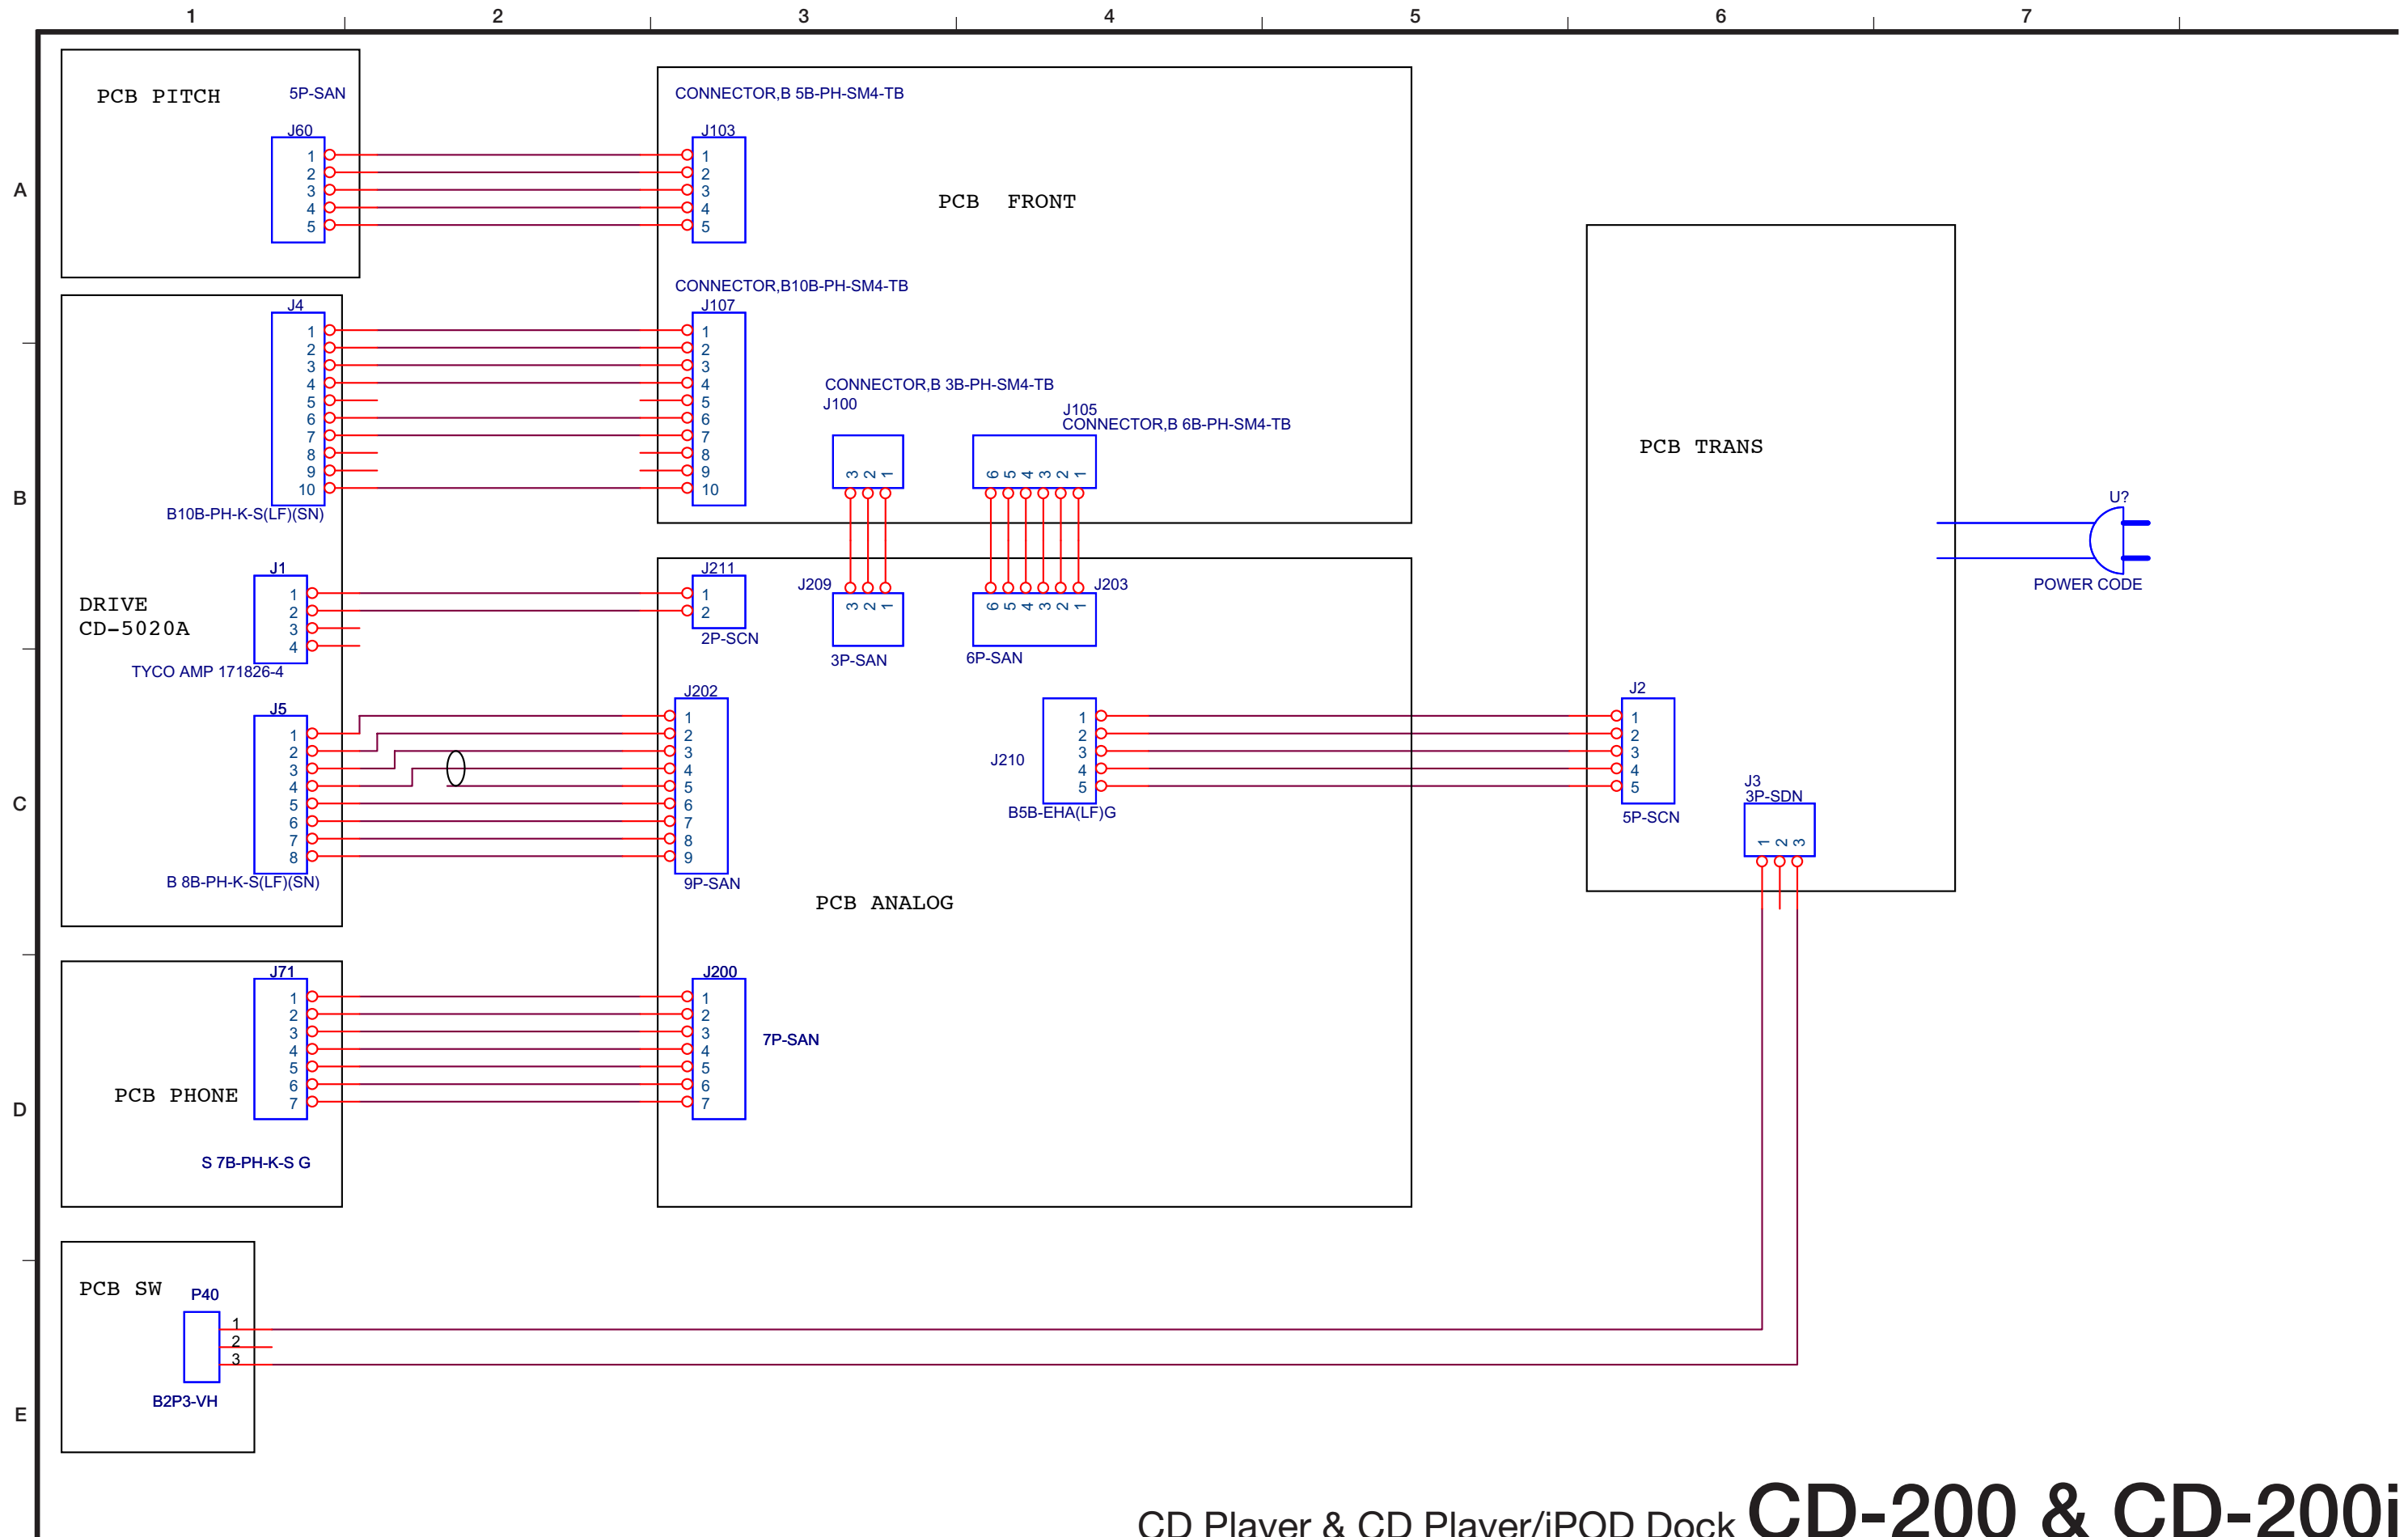 1 2 3 4 5 6 7
A
B
C
D
E
PCB PITCH
5P-SAN
J60
1
2
3
4
5
CONNECTOR,B 5B-PH-SM4-TB
J103
1
2
3
4
5
PCB FRONT
CONNECTOR,B10B-PH-SM4-TB
J107
1
2
3
4
5
6
7
8
9
10
J4
1
2
3
4
5
6
7
8
9
10
B10B-PH-K-S(LF)(SN)
CONNECTOR,B 3B-PH-SM4-TB
J100
3 2 1
J105
CONNECTOR,B 6B-PH-SM4-TB
6 5 4 3 2 1
PCB TRANS
U?
POWER CODE
J1
1
2
3
4
DRIVE
CD-5020A
TYCO AMP 171826-4
J211
1
2
2P-SCN
J209
3 2 1
3P-SAN
J203
6 5 4 3 2 1
6P-SAN
J5
1
2
3
4
5
6
7
8
B 8B-PH-K-S(LF)(SN)
J202
1
2
3
4
5
6
7
8
9
9P-SAN
J210
1
2
3
4
5
B5B-EHA(LF)G
J2
1
2
3
4
5
5P-SCN
J3
3P-SDN
1 2 3
PCB ANALOG
J71
1
2
3
4
5
6
7
PCB PHONE
S 7B-PH-K-S G
J200
1
2
3
4
5
6
7
7P-SAN
PCB SW
P40
1
2
3
B2P3-VH
CD Player & CD Player/iPOD Dock CD-200 & CD-200i